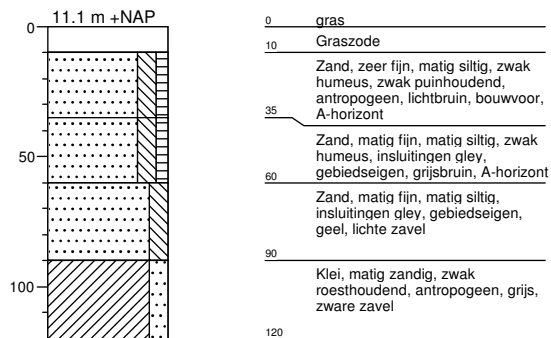 11.1 m +NAP
0
50
100
0 gras
10 Graszode
Zand, zeer fijn, matig siltig, zwak
humeus, zwak puinhoudend,
antropogeen, lichtbruin, bouwvoor,
35 A-horizont
Zand, matig fijn, matig siltig, zwak
humeus, insluitingen gley,
60 gebiedseigen, grijsbruin, A-horizont
Zand, matig fijn, matig siltig,
insluitingen gley, gebiedseigen,
geel, lichte zavel
90
Klei, matig zandig, zwak
roesthoudend, antropogeen, grijs,
zware zavel
120